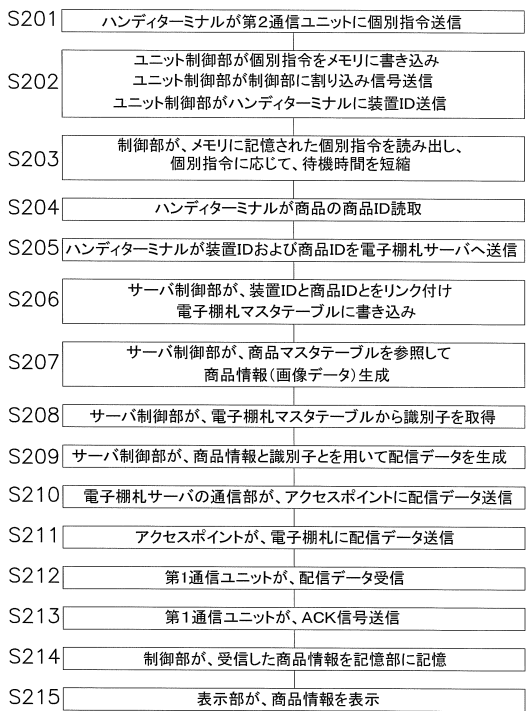 S201 ハンディターミナルが第2通信ユニットに個別指令送信
S202 ユニット制御部が個別指令をメモリに書き込み
ユニット制御部が制御部に割り込み信号送信
ユニット制御部がハンディターミナルに装置ID送信
S203 制御部が、メモリに記憶された個別指令を読み出し、
個別指令に応じて、待機時間を短縮
S204 ハンディターミナルが商品の商品ID読取
S205 ハンディターミナルが装置IDおよび商品IDを電子棚札サーバへ送信
S206 サーバ制御部が、装置IDと商品IDとをリンク付け
電子棚札マスタテーブルに書き込み
S207 サーバ制御部が、商品マスタテーブルを参照して
商品情報(画像データ)生成
S208 サーバ制御部が、電子棚札マスタテーブルから識別子を取得
S209 サーバ制御部が、商品情報と識別子とを用いて配信データを生成
S210 電子棚札サーバの通信部が、アクセスポイントに配信データ送信
S211 アクセスポイントが、電子棚札に配信データ送信
S212 第1通信ユニットが、配信データ受信
S213 第1通信ユニットが、ACK信号送信
S214 制御部が、受信した商品情報を記憶部に記憶
S215 表示部が、商品情報を表示